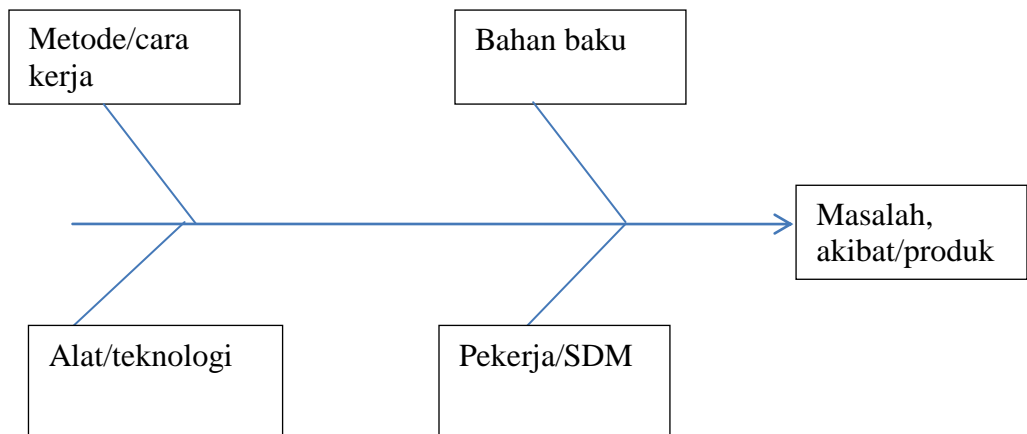 Metode/cara
kerja
Bahan baku
Masalah,
akibat/produk
Alat/teknologi
Pekerja/SDM